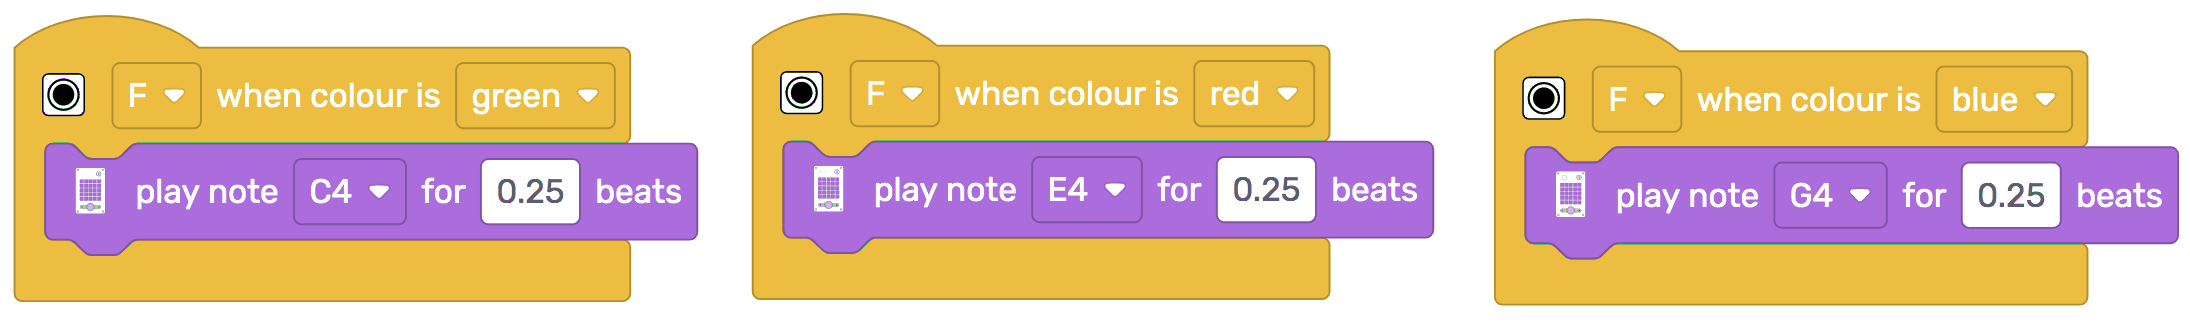 F when colour is green
play note C4 for 0.25 beats
F when colour is red
play note E4 for 0.25 beats
F when colour is blue
play note G4 for 0.25 beats